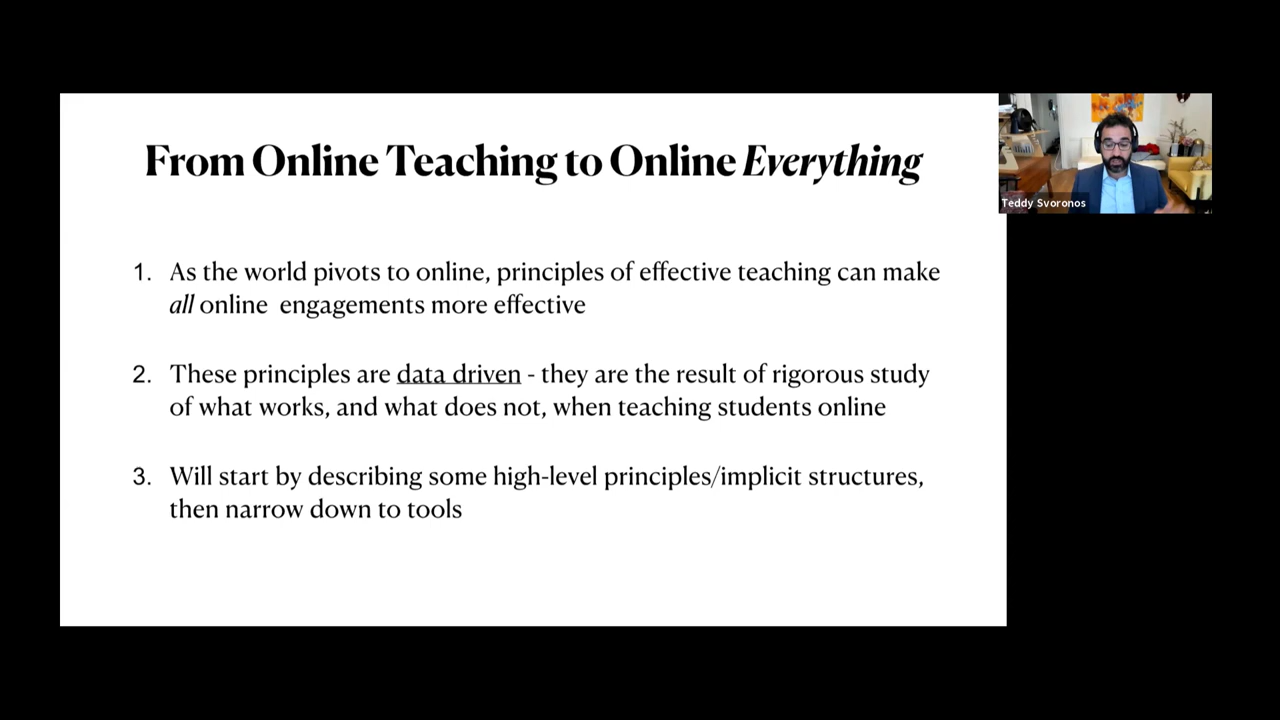 From Online Teaching to Online Everything
Teddy Svoronos
1. As the world pivots to online, principles of effective teaching can make
all online engagements more effective
2. These principles are data driven - they are the result of rigorous study
of what works, and what does not, when teaching students online
3. Will start by describing some high-level principles/implicit structures,
then narrow down to tools